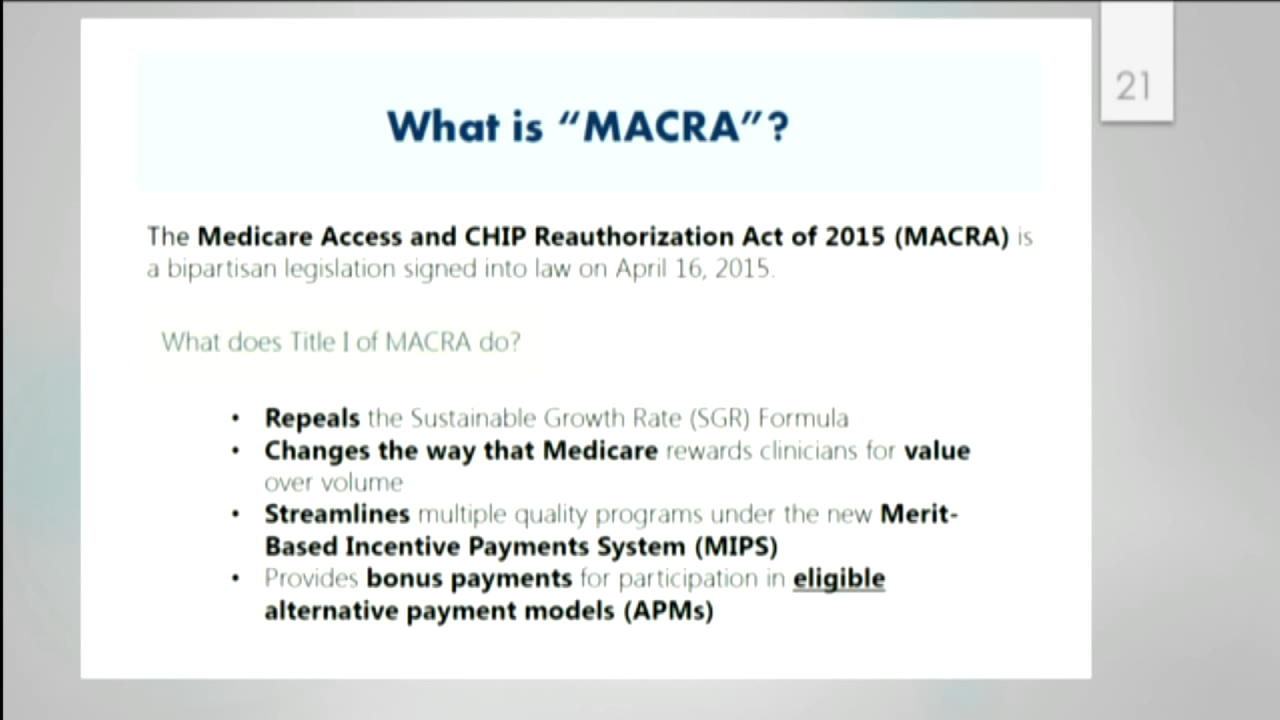 21
What is “MACRA”?
The Medicare Access and CHIP Reauthorization Act of 2015 (MACRA) is
a bipartisan legislation signed into law on April 16, 2015.
What does Title I of MACRA do?
• Repeals the Sustainable Growth Rate (SGR) Formula
• Changes the way that Medicare rewards clinicians for value
over volume
• Streamlines multiple quality programs under the new Merit-
Based Incentive Payments System (MIPS)
• Provides bonus payments for participation in eligible
alternative payment models (APMs)